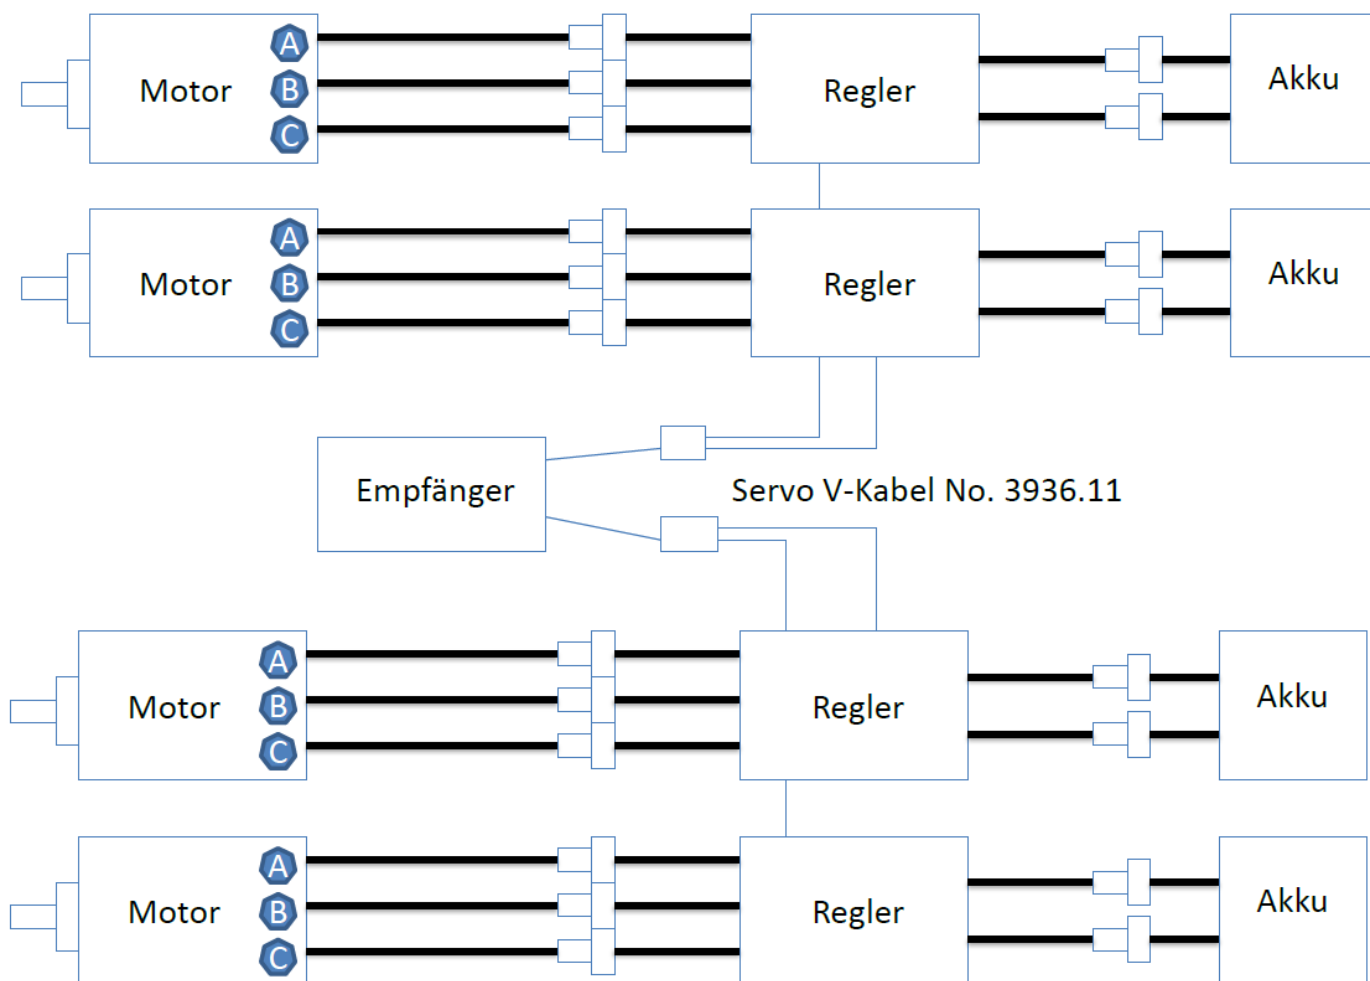 A
Motor
B
C
Regler
Akku
A
Motor
B
C
Regler
Akku
Empfänger
Servo V-Kabel No. 3936.11
A
Motor
B
C
Regler
Akku
A
Motor
B
C
Regler
Akku